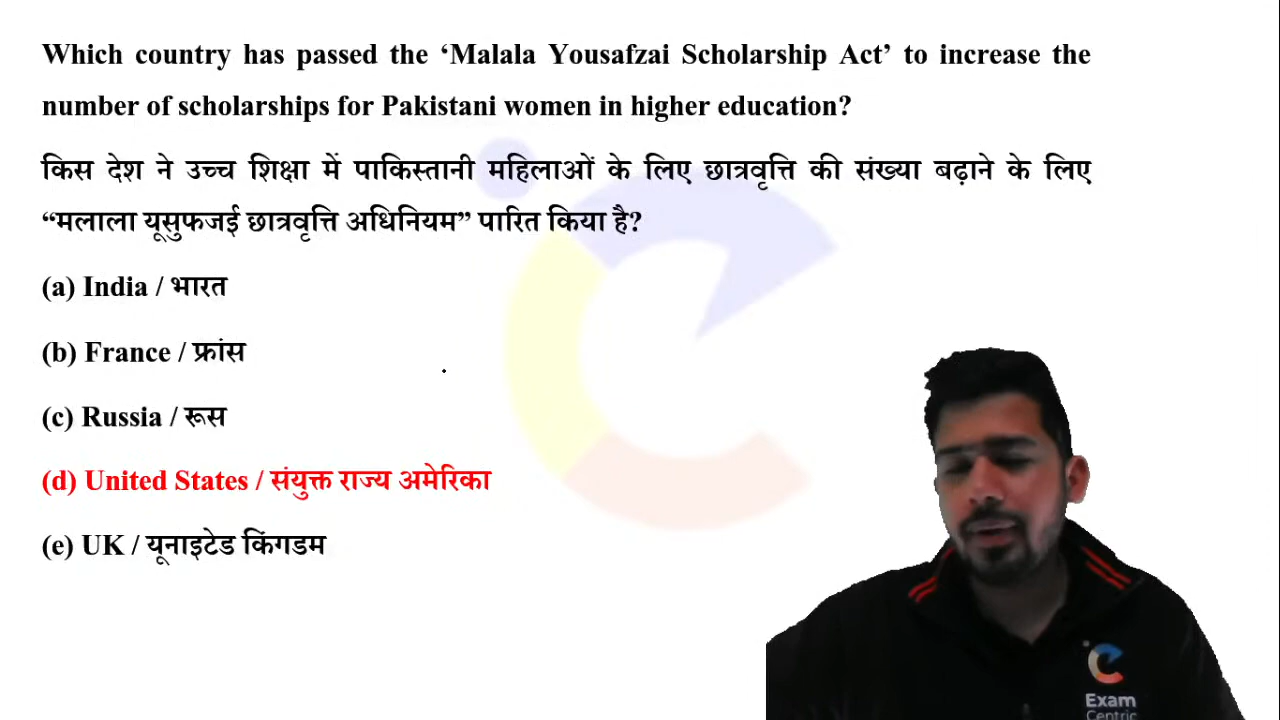 Which country has passed the ‘Malala Yousafzai Scholarship Act’ to increase the
number of scholarships for Pakistani women in higher education?
किस देश ने उच्च शिक्षा में पाकिस्तानी महिलाओं के लिए छात्रवृत्ति की संख्या बढ़ाने के लिए
“मलाला यूसुफजई छात्रवृत्ति अधिनियम” पारित किया है?
(a) India / भारत
(b) France / फ्रांस
(c) Russia / रूस
(d) United States / संयुक्त राज्य अमेरिका
(e) UK / यूनाइटेड किंगडम
Exam
Centric